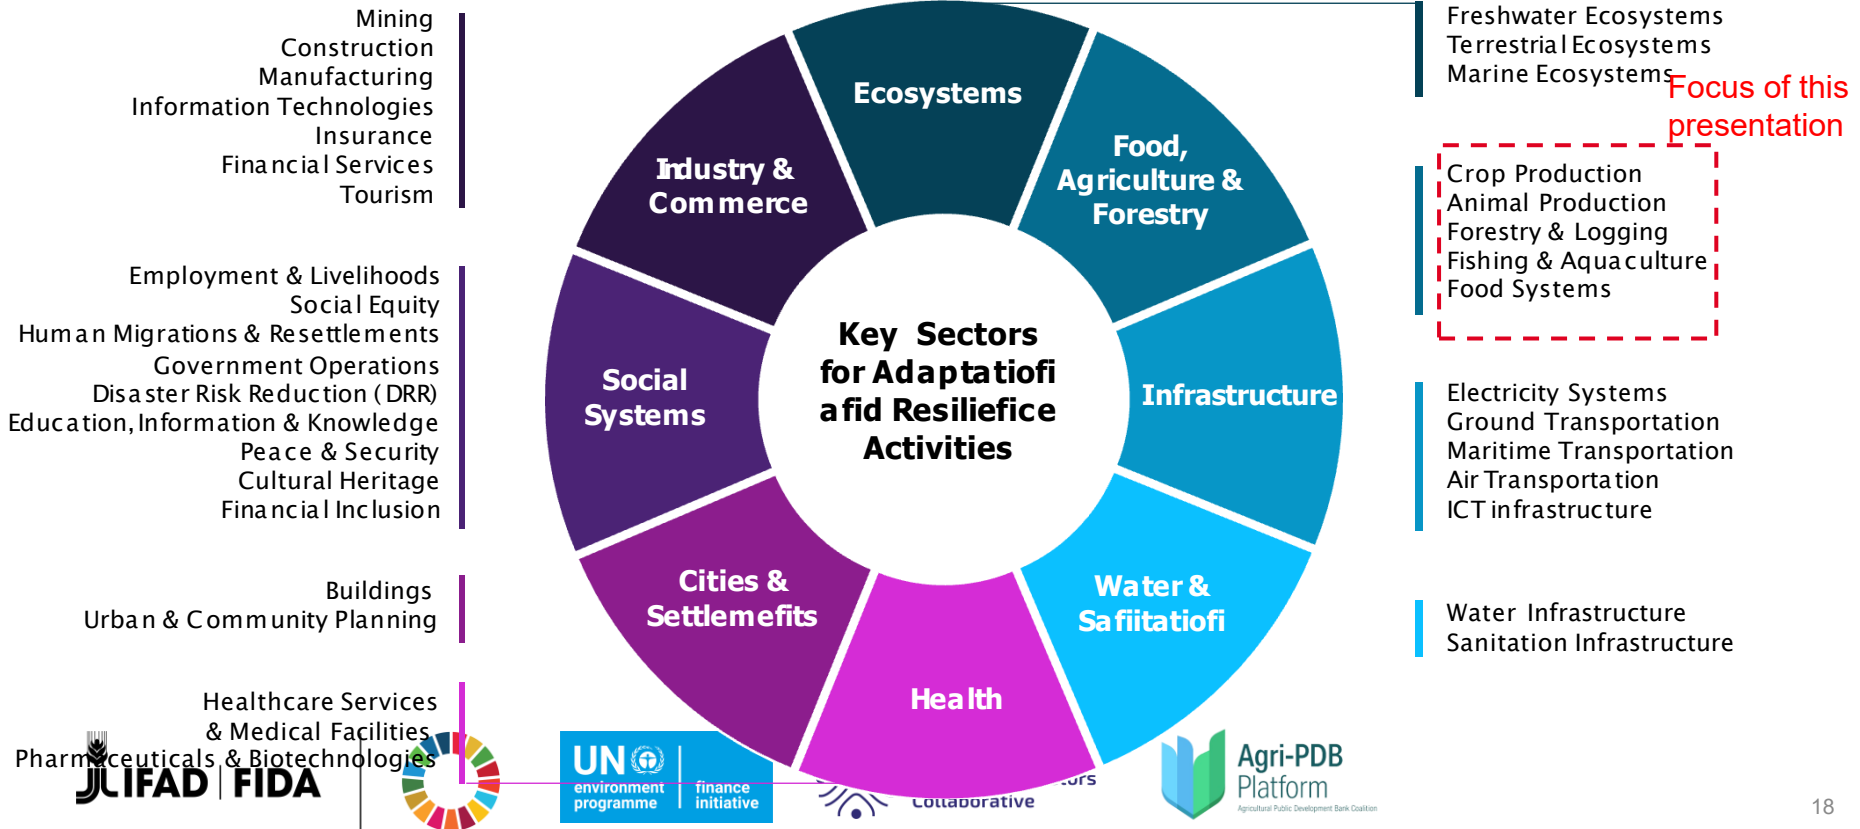 Mining
Construction
Manufacturing
Information Technologies
Insurance
Financial Services
Tourism
Employment & Livelihoods
Social Equity
Human Migrations & Resettlements
Government Operations
Disaster Risk Reduction (DRR)
Education, Information & Knowledge
Peace & Security
Cultural Heritage
Financial Inclusion
Buildings
Urban & Community Planning
Healthcare Services
& Medical Facilities
Pharmaceuticals & Biotechnologies
Ecosystems
Food,
Agriculture &
Forestry
Industry &
Commerce
Infrastructure
Social
Systems
Key Sectors
for Adaptatiofi
afid Resiliefice
Activities
Cities &
Settlemefits
Water &
Safiitatiofi
Health
Freshwater Ecosystems
Terrestrial Ecosystems
Marine Ecosystems
Focus of this
presentation
Crop Production
Animal Production
Forestry & Logging
Fishing & Aquaculture
Food Systems
Electricity Systems
Ground Transportation
Maritime Transportation
Air Transportation
ICT infrastructure
Water Infrastructure
Sanitation Infrastructure
IFAD | FIDA
UN
environment
programme
finance
initiative
Collaborative
Agri-PDB
Platform
Agricultural Public Development Bank Coalition
18